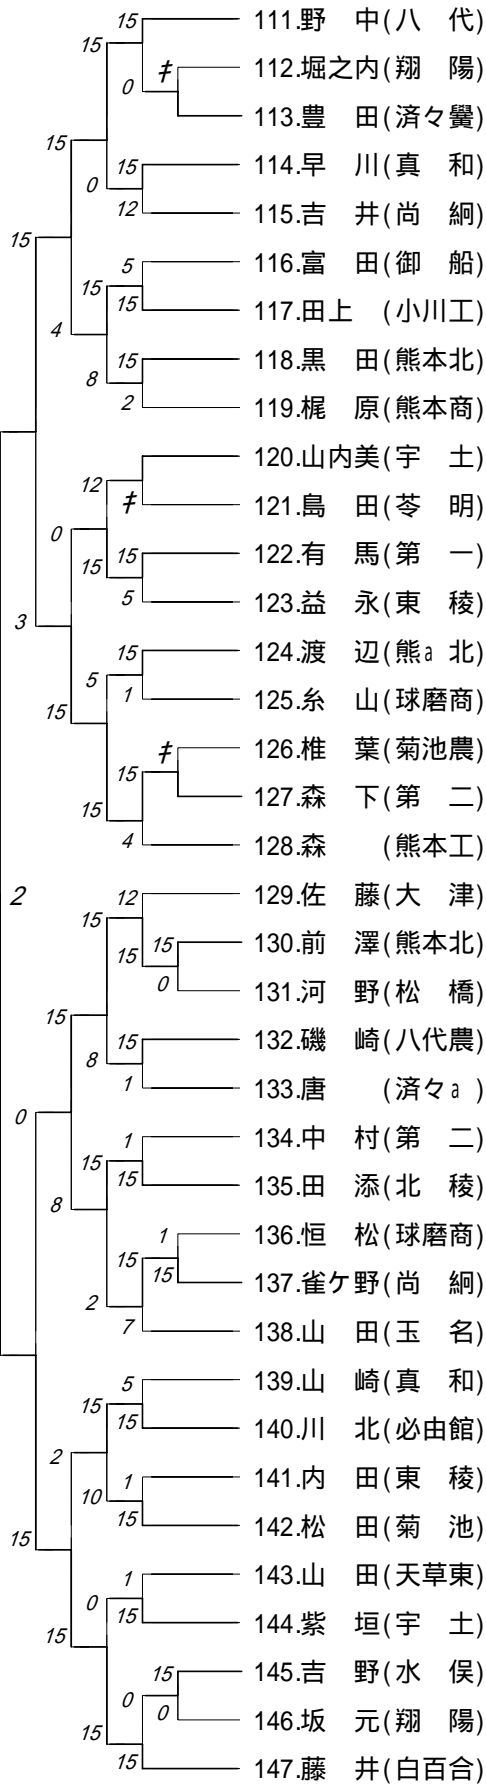 15
111.野 中(八 代)
15
キ
112.堀之内(翔 陽)
0
113.豊 田(済々黌)
15
15
114.早 川(真 和)
0
12
115.吉 井(尚 絅)
15
5
116.富 田(御 船)
15
15
117.田上 (小川工)
4
15
118.黒 田(熊本北)
8
2
119.梶 原(熊本商)
120.山内美(宇 土)
12
キ
121.島 田(苓 明)
0
15
122.有 馬(第 一)
15
5
123.益 永(東 稜)
3
15
124.渡 辺(熊a 北)
5
1
125.糸 山(球磨商)
15
キ
126.椎 葉(菊池農)
15
127.森 下(第 二)
15
4
128.森 (熊本工)
2
12
129.佐 藤(大 津)
15
15
130.前 澤(熊本北)
15
0
131.河 野(松 橋)
15
15
132.磯 崎(八代農)
8
1
133.唐 (済々a )
0
1
134.中 村(第 二)
15
15
135.田 添(北 稜)
8
1
136.恒 松(球磨商)
15
15
137.雀ケ野(尚 絅)
2
7
138.山 田(玉 名)
5
139.山 崎(真 和)
15
15
140.川 北(必由館)
2
1
141.内 田(東 稜)
10
15
142.松 田(菊 池)
15
1
143.山 田(天草東)
0
15
144.紫 垣(宇 土)
15
15
145.吉 野(水 俣)
0
0
146.坂 元(翔 陽)
15
15
147.藤 井(白百合)